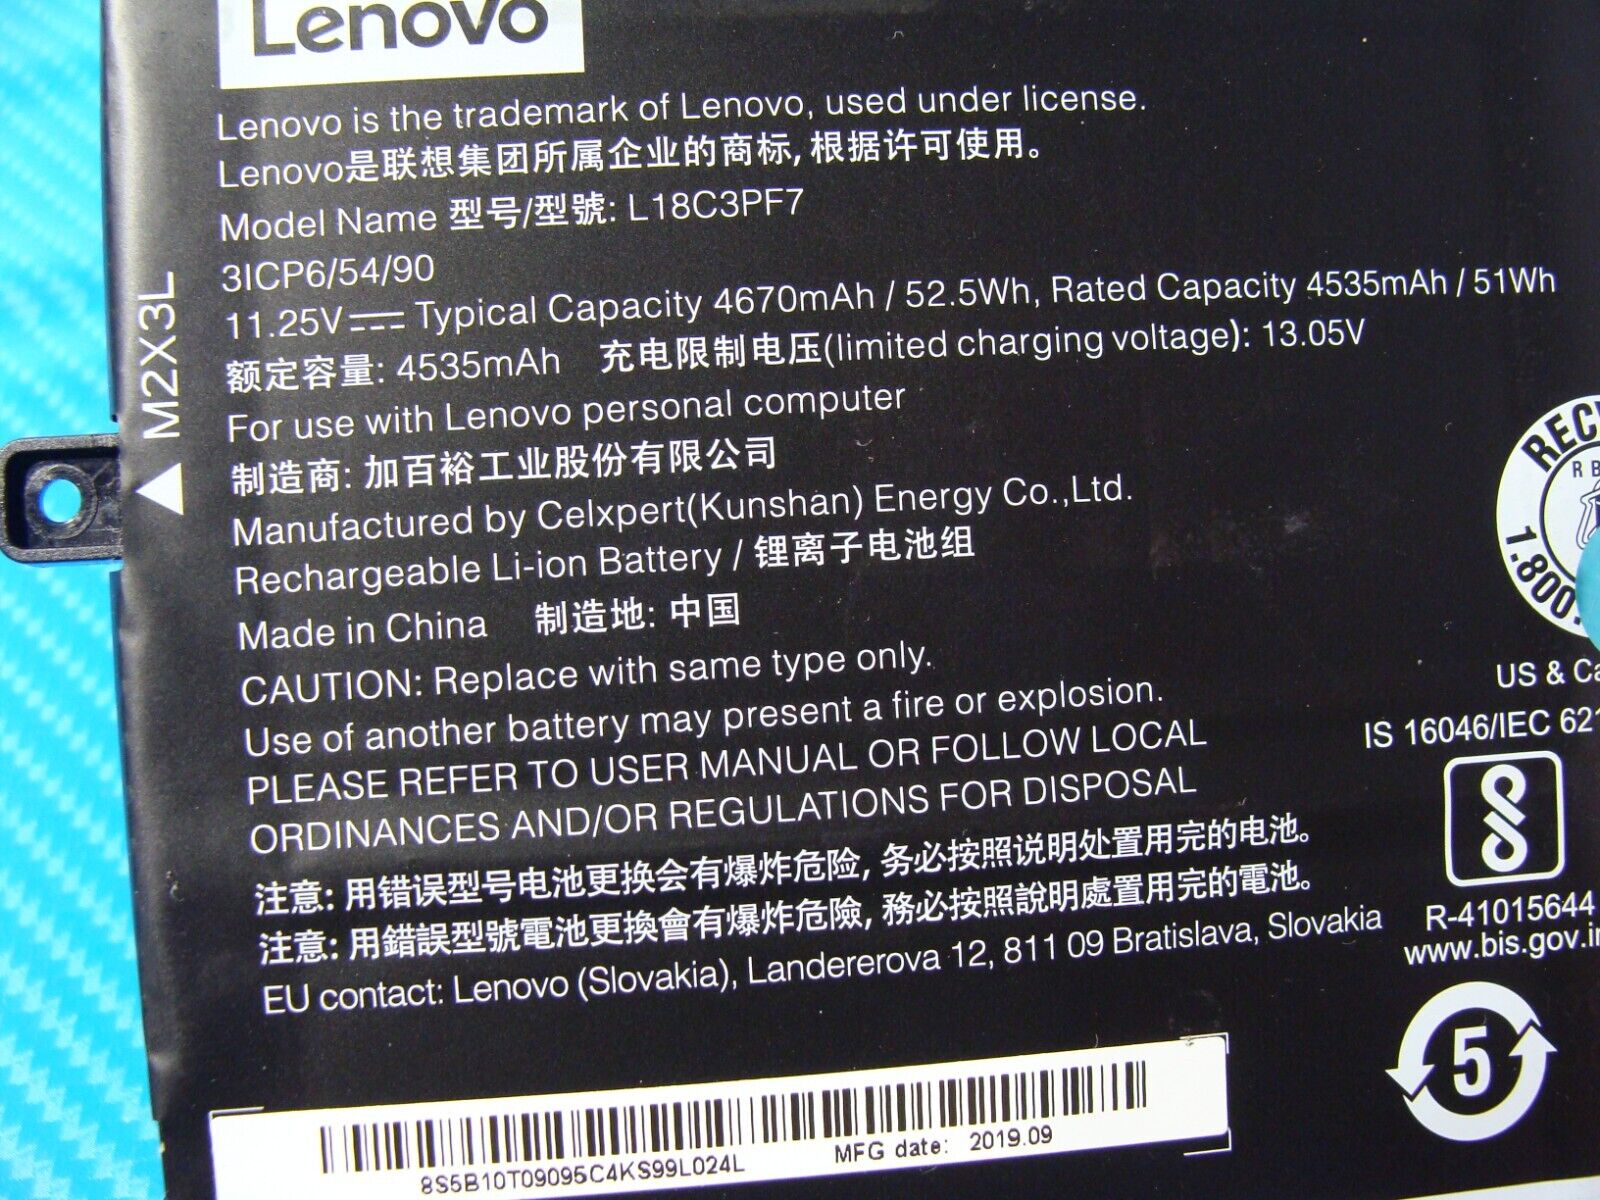 Lenovo
Lenovo is the trademark of Lenovo, used under license.
Lenovo是联想集团所属企业的商标, 根据许可使用。
Model Name 型号/型號: L18C3PF7
3ICP6/54/90
11.25V Typical Capacity 4670mAh / 52.5Wh, Rated Capacity 4535mAh / 51Wh
额定容量: 4535mAh 充电限制电压(limited charging voltage): 13.05V
For use with Lenovo personal computer
制造商: 加百裕工业股份有限公司
Manufactured by Celxpert(Kunshan) Energy Co.,Ltd.
Rechargeable Li-ion Battery / 锂离子电池组
Made in China 制造地: 中国
CAUTION: Replace with same type only.
Use of another battery may present a fire or explosion.
PLEASE REFER TO USER MANUAL OR FOLLOW LOCAL
ORDINANCES AND/OR REGULATIONS FOR DISPOSAL
注意: 用错误型号电池更换会有爆炸危险, 务必按照说明处置用完的电池。
注意: 用錯誤型號電池更換會有爆炸危險, 務必按照說明處置用完的電池。
EU contact: Lenovo (Slovakia), Landererova 12, 811 09 Bratislava, Slovakia
8S5B10T09095C4KS99L024L
MFG date: 2019.09
M2X3L
REC
R B
1.800.
US & Ca
IS 16046/IEC 621
R-41015644
www.bis.gov.in
5